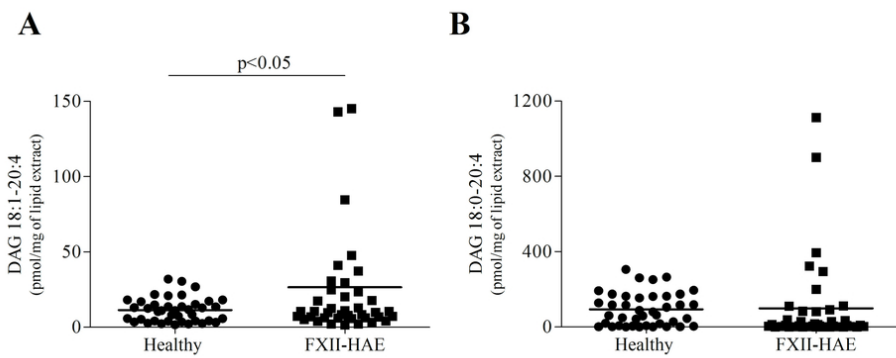 A
p<0.05
DAG 18:1-20:4
(pmol/mg of lipid extract)
150
100
50
0
Healthy FXII-HAE
B
DAG 18:0-20:4
(pmol/mg of lipid extract)
1200
800
400
0
Healthy FXII-HAE